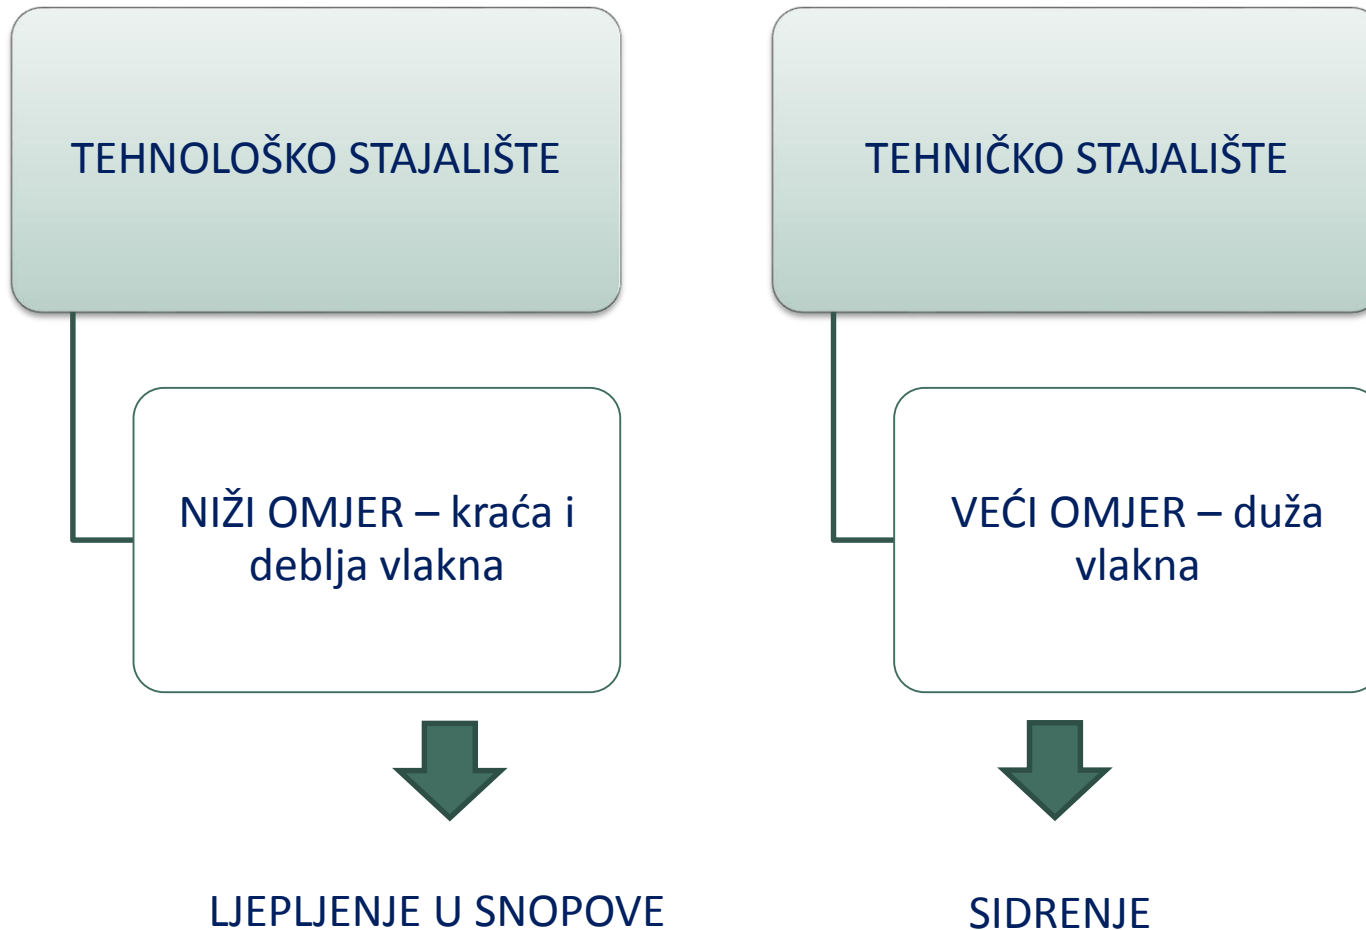 TEHNOLOŠKO STAJALIŠTE
NIŽI OMJER – kraća i
deblja vlakna
LJEPLJENJE U SNOPOVE
TEHNIČKO STAJALIŠTE
VEĆI OMJER – duža
vlakna
SIDRENJE